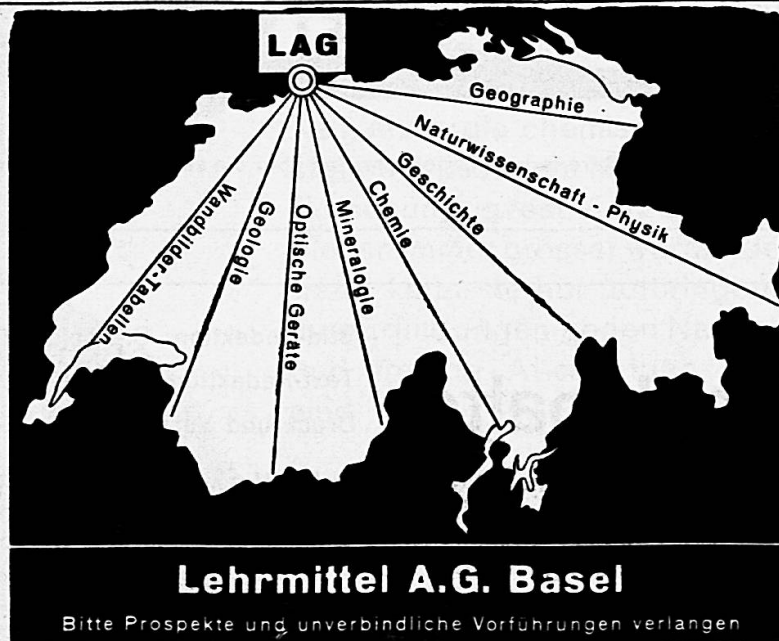 LAG
Geographie
Naturwissenschaft - Physik
Geschichte
Chemie
Mineralogie
Optische Geräte
Geologie
Wandbilder-Tabellen
Lehrmittel A.G. Basel
Bitte Prospekte und unverbindliche Vorführungen verlangen